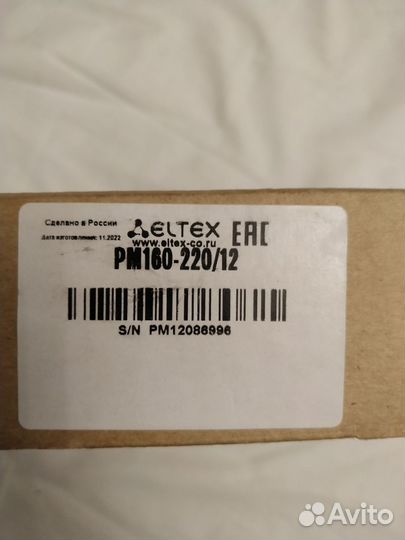 Сделано в России
Дата изготовления: 11.2022
ELTEX
www.eltex-co.ru
EAC
PM160-220/12
S/N PM12086996
Avito